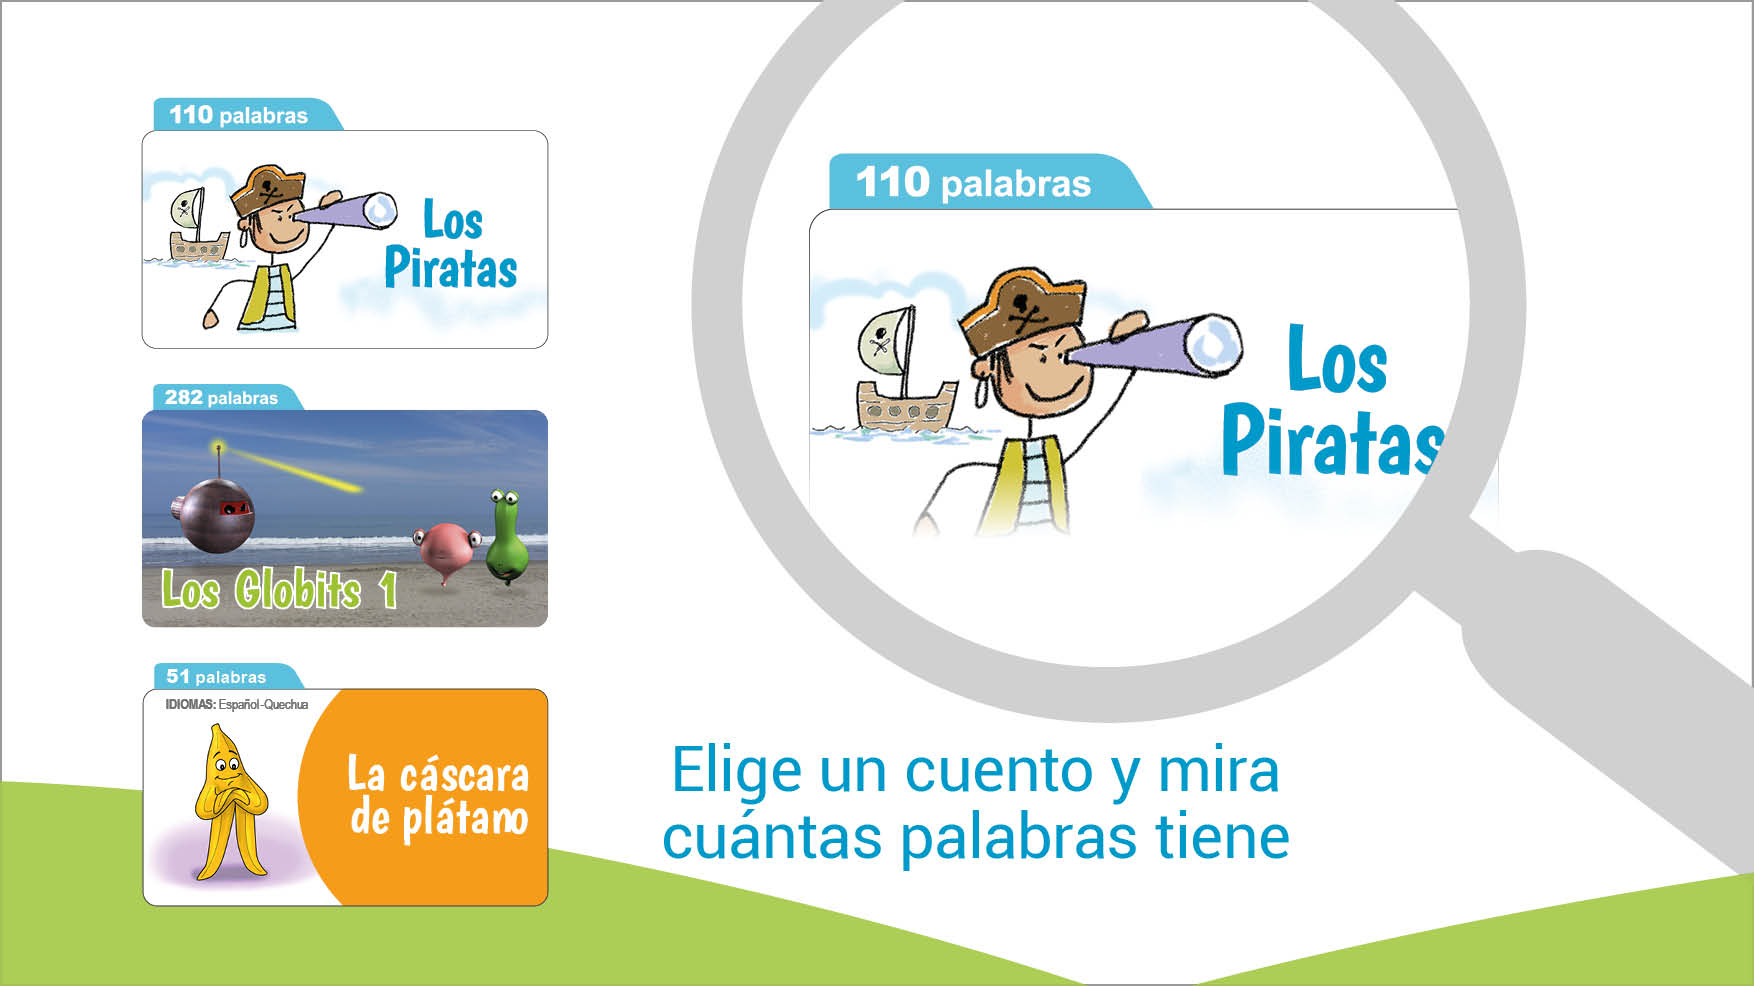 110 palabras
Los
Piratas
282 palabras
Los Globits 1
51 palabras
IDIOMAS: Español-Quechua
La cáscara
de plátano
110 palabras
Los
Piratas
Elige un cuento y mira
cuántas palabras tiene